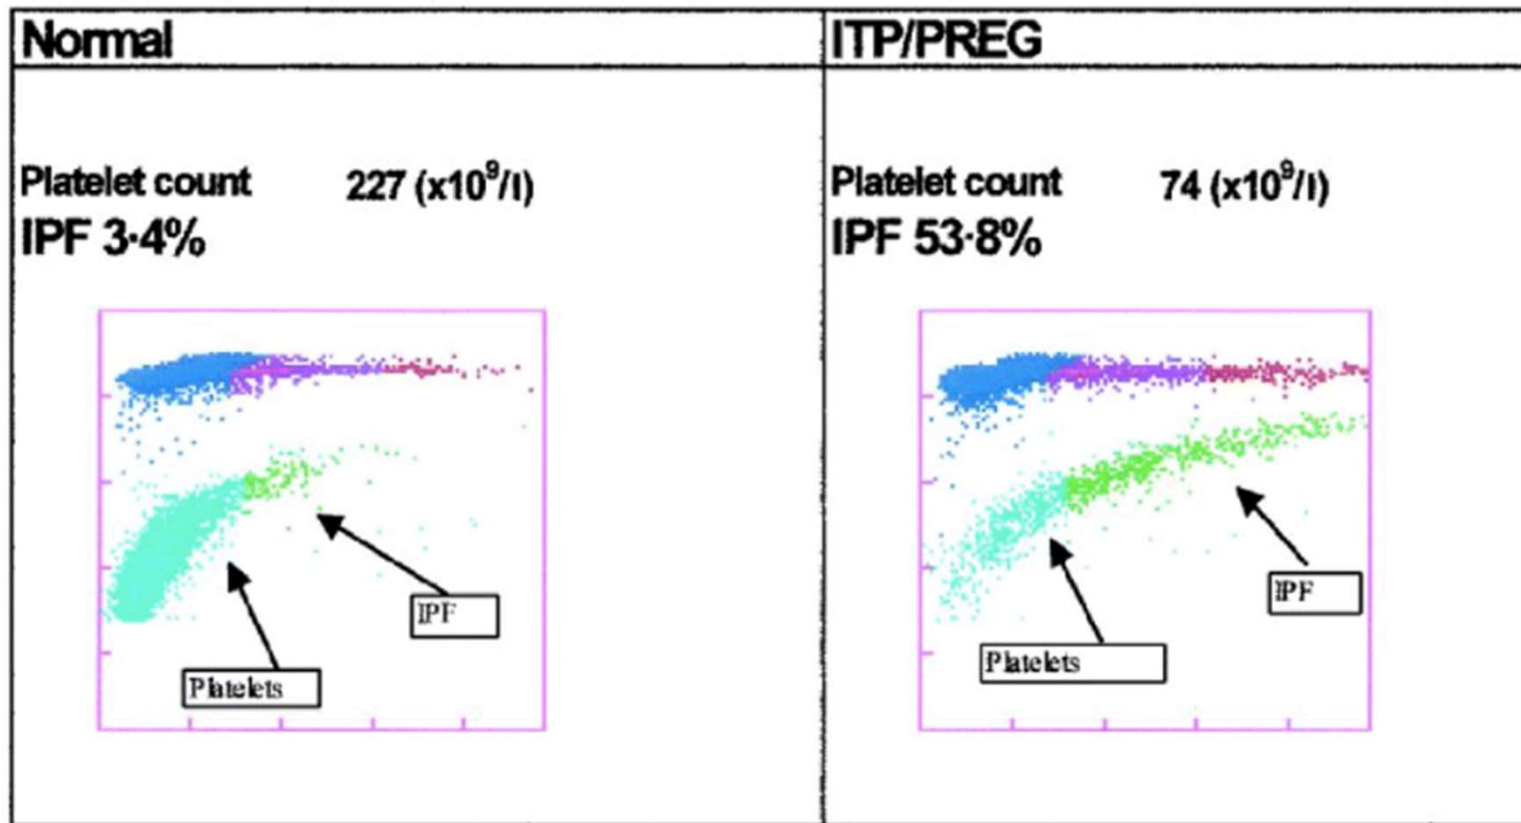 Normal
Platelet count 227 (x10⁹/l)
IPF 3·4%
IPF
Platelets
ITP/PREG
Platelet count 74 (x10⁹/l)
IPF 53·8%
IPF
Platelets